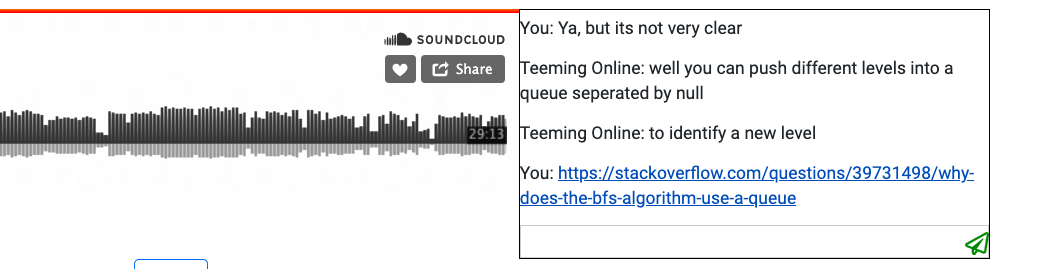 SOUNDCLOUD
Share
29:13
You: Ya, but its not very clear
Teeming Online: well you can push different levels into a
queue seperated by null
Teeming Online: to identify a new level
You: https://stackoverflow.com/questions/39731498/why-
does-the-bfs-algorithm-use-a-queue